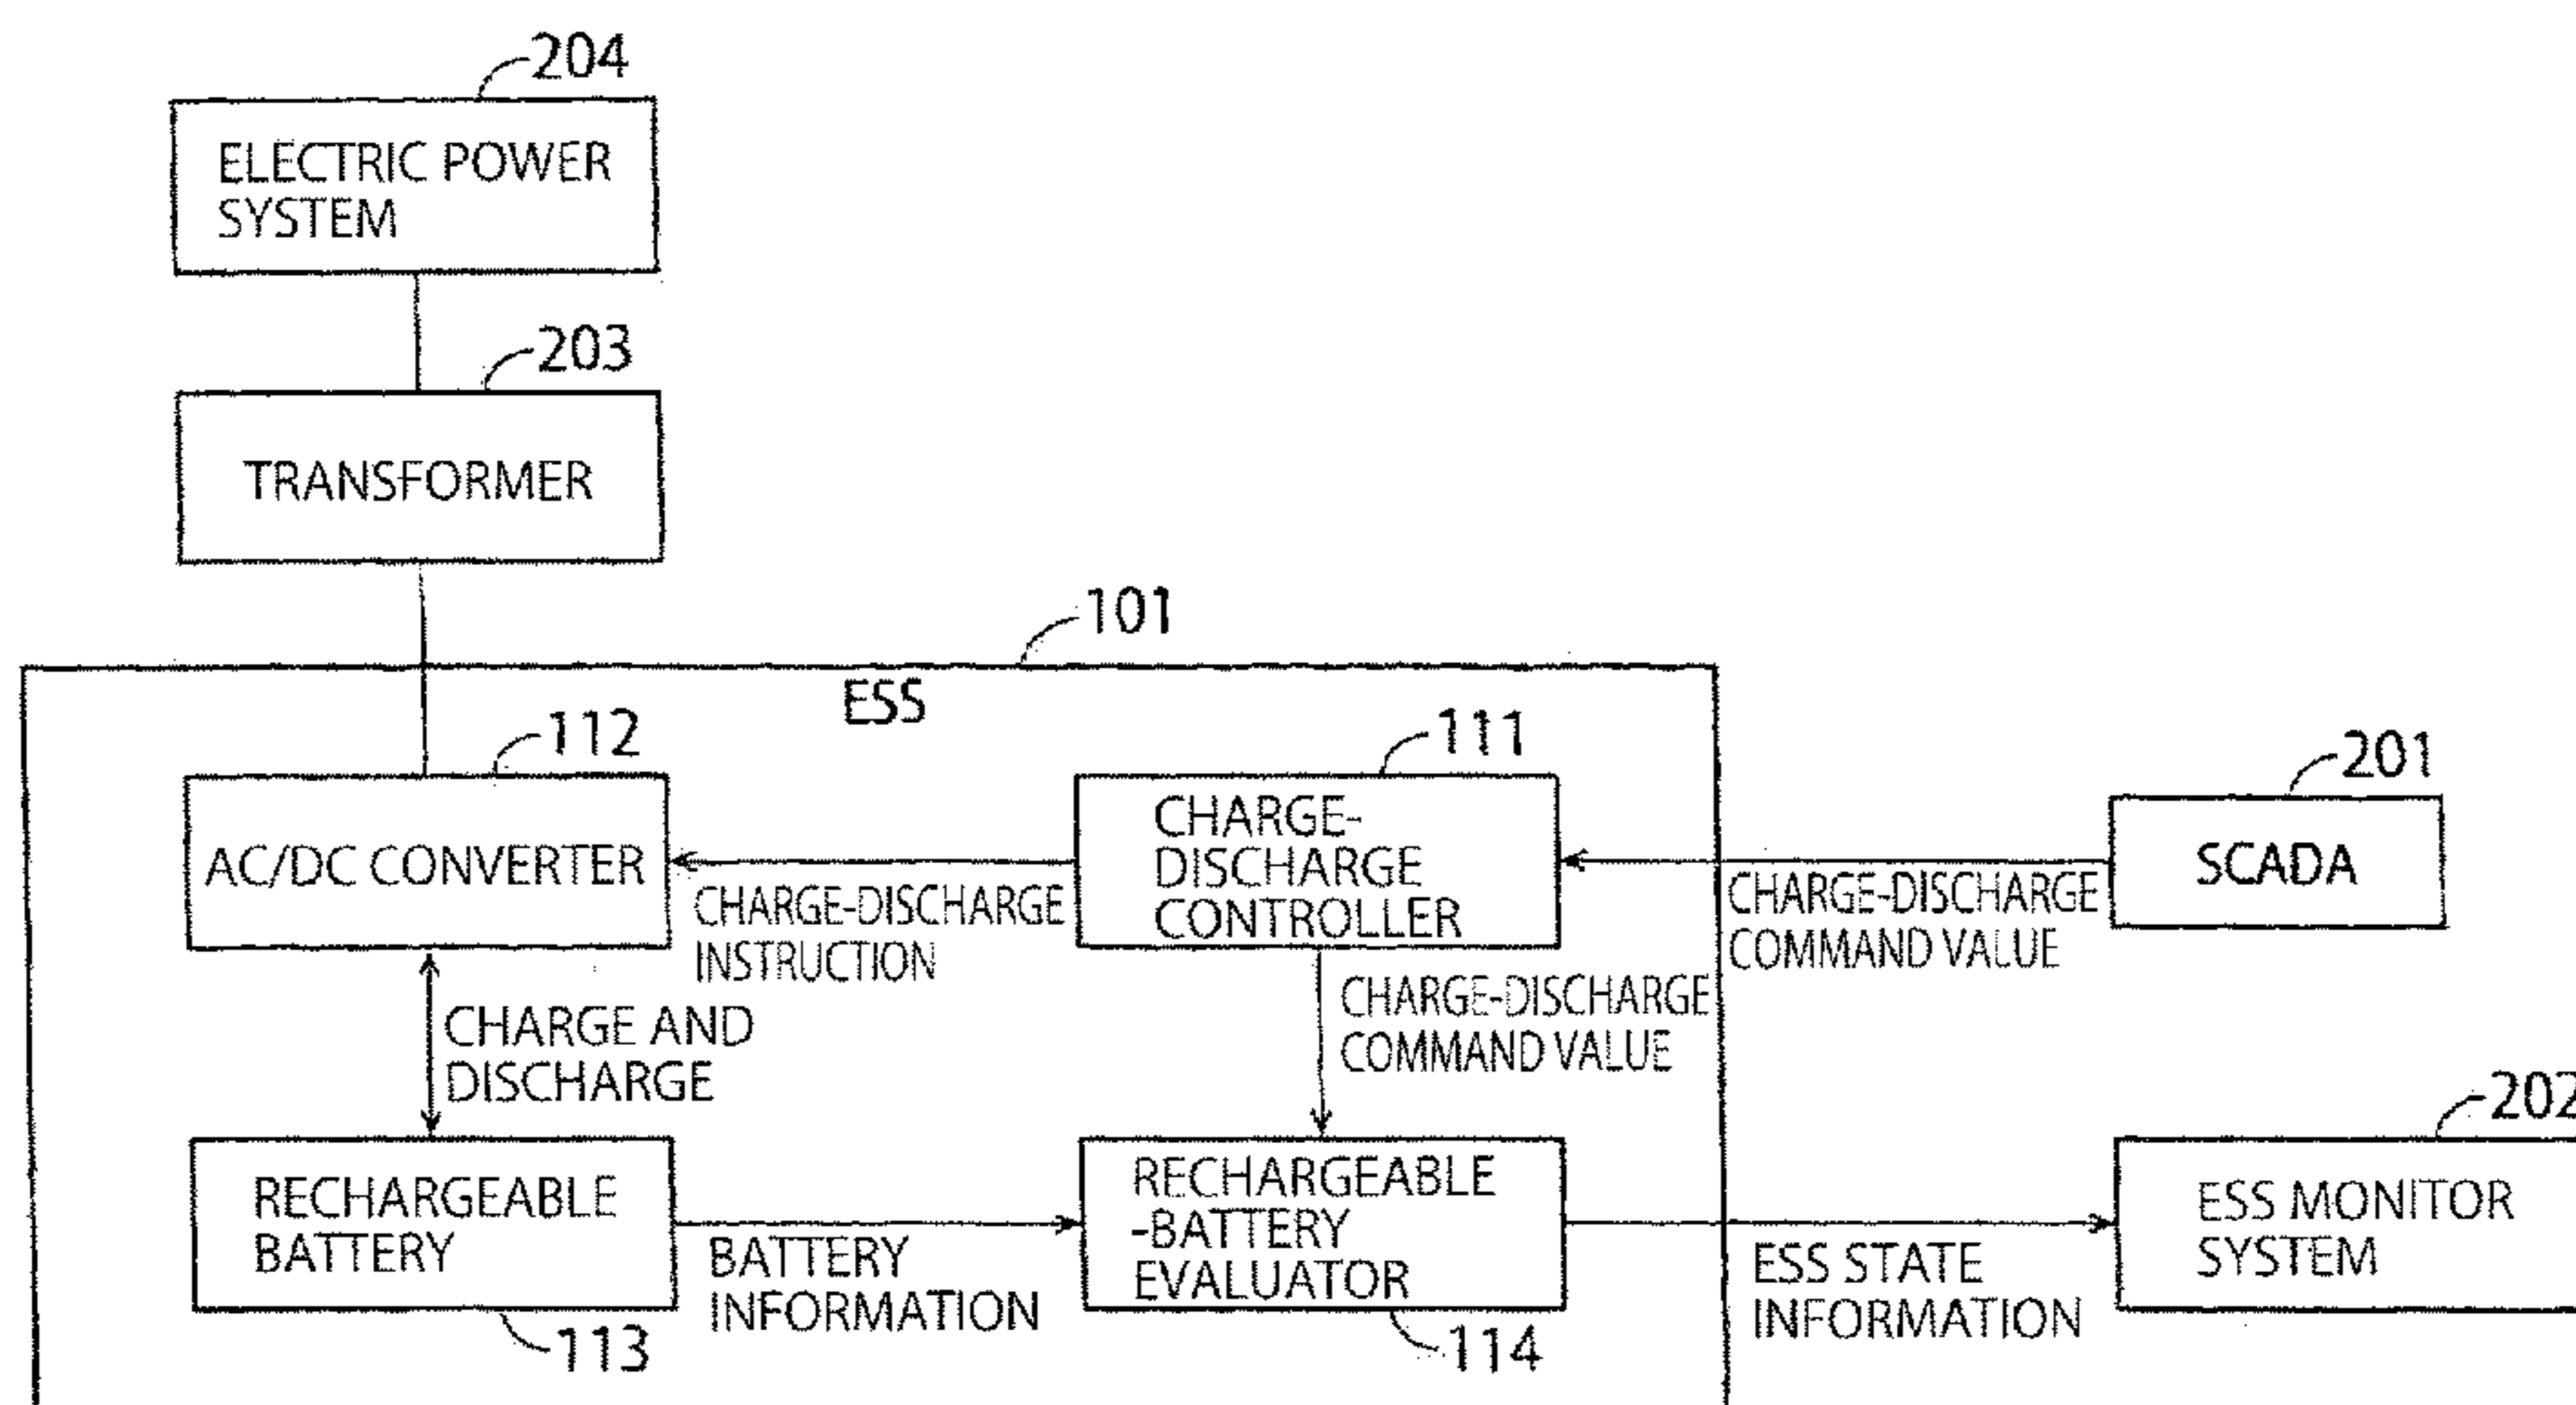 204
ELECTRIC POWER
SYSTEM
203
TRANSFORMER
101
ESS
112
AC/DC CONVERTER
111
CHARGE-
DISCHARGE
CONTROLLER
201
SCADA
CHARGE-DISCHARGE
INSTRUCTION
CHARGE-DISCHARGE
COMMAND VALUE
CHARGE-DISCHARGE
COMMAND VALUE
CHARGE AND
DISCHARGE
RECHARGEABLE
BATTERY
113
BATTERY
INFORMATION
RECHARGEABLE
-BATTERY
EVALUATOR
114
ESS STATE
INFORMATION
202
ESS MONITOR
SYSTEM